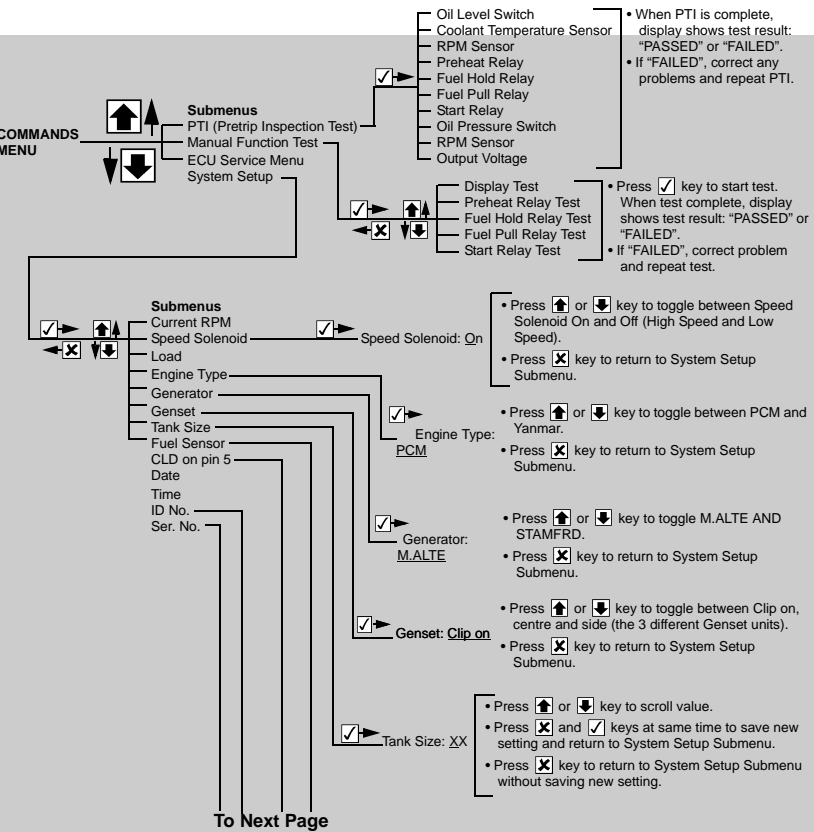 Oil Level Switch
Coolant Temperature Sensor
RPM Sensor
Preheat Relay
Fuel Hold Relay
Fuel Pull Relay
Start Relay
Oil Pressure Switch
RPM Sensor
Output Voltage
• When PTI is complete,
display shows test result:
“PASSED” or “FAILED”.
• If “FAILED”, correct any
problems and repeat PTI.
COMMANDS
MENU
Submenus
PTI (Pretrip Inspection Test)
Manual Function Test
ECU Service Menu
System Setup
Display Test
Preheat Relay Test
Fuel Hold Relay Test
Fuel Pull Relay Test
Start Relay Test
• Press ✓ key to start test.
When test complete, display
shows test result: “PASSED” or
“FAILED”.
• If “FAILED”, correct problem
and repeat test.
Submenus
Current RPM
Speed Solenoid
Load
Engine Type
Generator
Genset
Tank Size
Fuel Sensor
CLD on pin 5
Date
Time
ID No.
Ser. No.
Speed Solenoid: On
• Press or key to toggle between Speed
Solenoid On and Off (High Speed and Low
Speed).
• Press key to return to System Setup
Submenu.
Engine Type:
PCM
• Press or key to toggle between PCM and
Yanmar.
• Press key to return to System Setup
Submenu.
Generator:
M.ALTE
• Press or key to toggle M.ALTE AND
STAMFRD.
• Press key to return to System Setup
Submenu.
Genset: Clip on
• Press or key to toggle between Clip on,
centre and side (the 3 different Genset units).
• Press key to return to System Setup
Submenu.
Tank Size: XX
• Press or key to scroll value.
• Press and keys at same time to save new
setting and return to System Setup Submenu.
• Press key to return to System Setup Submenu
without saving new setting.
To Next Page